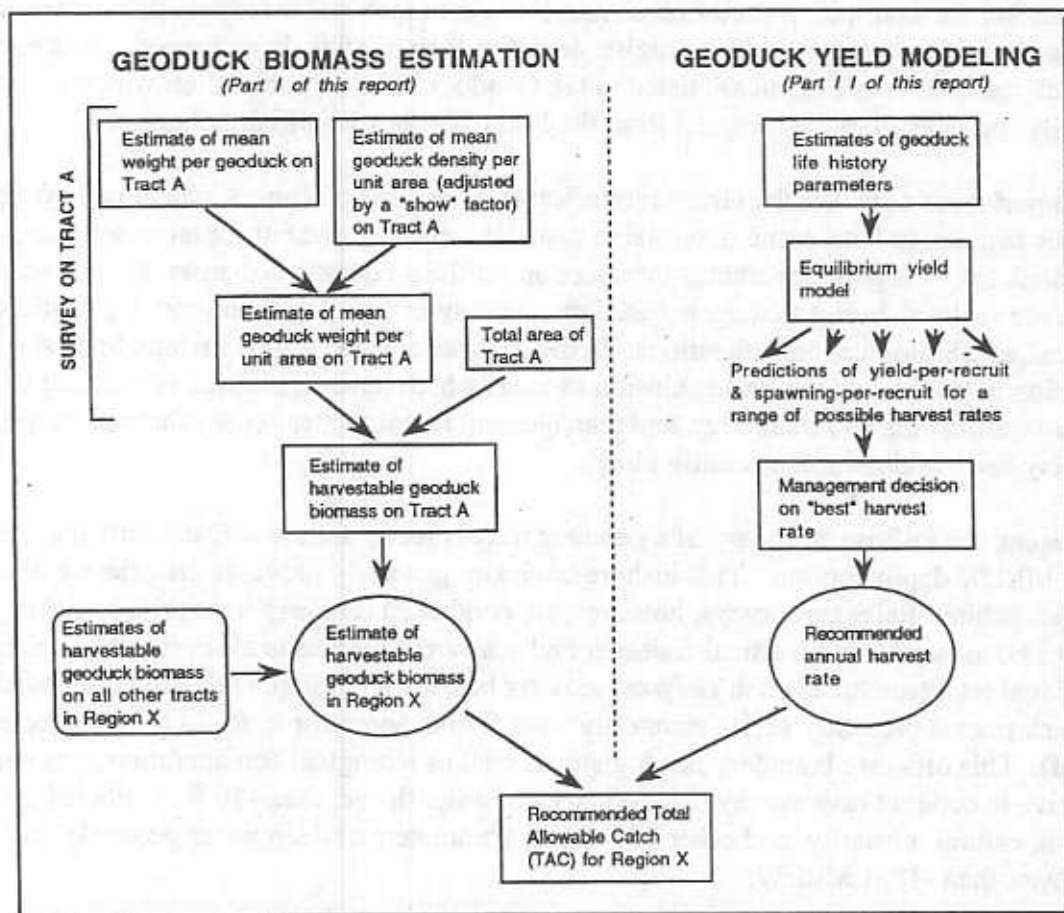 GEODUCK BIOMASS ESTIMATION
(Part I of this report)
SURVEY ON TRACT A
Estimate of mean
weight per geoduck on
Tract A
Estimate of mean
geoduck density per
unit area (adjusted
by a "show" factor)
on Tract A
Estimate of mean
geoduck weight per
unit area on Tract A
Total area of
Tract A
Estimate of
harvestable geoduck
biomass on Tract A
Estimates of
harvestable
geoduck biomass
on all other tracts
in Region X
Estimate of
harvestable
geoduck biomass
in Region X
GEODUCK YIELD MODELING
(Part I I of this report)
Estimates of geoduck
life history
parameters
Equilibrium yield
model
Predictions of yield-per-recruit
& spawning-per-recruit for a
range of possible harvest rates
Management decision
on "best" harvest
rate
Recommended
annual harvest
rate
Recommended Total
Allowable Catch
(TAC) for Region X